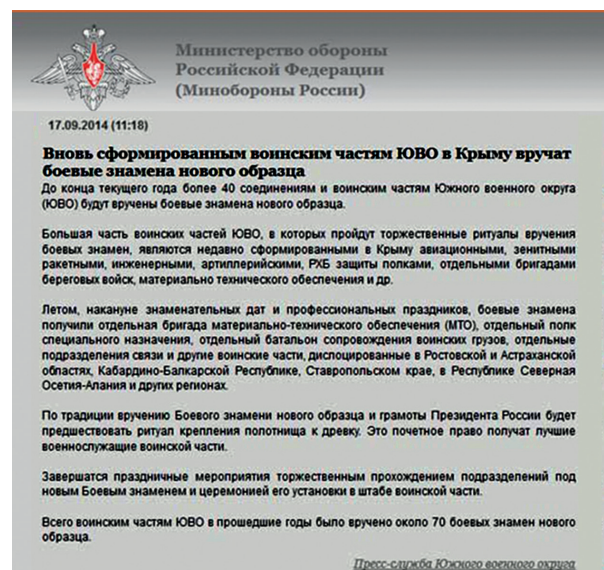 Министерство обороны
Российской Федерации
(Минобороны России)
17.09.2014 (11:18)
Вновь сформированным воинским частям ЮВО в Крыму вручат
боевые знамена нового образца
До конца текущего года более 40 соединениям и воинским частям Южного военного округа
(ЮВО) будут вручены боевые знамена нового образца.
Большая часть воинских частей ЮВО, в которых пройдут торжественные ритуалы вручения
боевых знамен, являются недавно сформированными в Крыму авиационными, зенитными
ракетными, инженерными, артиллерийскими, РХБ защиты полками, отдельными бригадами
береговых войск, материально технического обеспечения и др.
Летом, накануне знаменательных дат и профессиональных праздников, боевые знамена
получили отдельная бригада материально-технического обеспечения (МТО), отдельный полк
специального назначения, отдельный батальон сопровождения воинских грузов, отдельные
подразделения связи и другие воинские части, дислоцированные в Ростовской и Астраханской
областях, Кабардино-Балкарской Республике, Ставропольском крае, в Республике Северная
Осетия-Алания и других регионах.
По традиции вручению Боевого знамени нового образца и грамоты Президента России будет
предшествовать ритуал крепления полотнища к древку. Это почетное право получат лучшие
военнослужащие воинской части.
Завершатся праздничные мероприятия торжественным прохождением подразделений под
новым Боевым знаменем и церемонией его установки в штабе воинской части.
Всего воинским частям ЮВО в прошедшие годы было вручено около 70 боевых знамен нового
образца.
Пресс-служба Южного военного округа